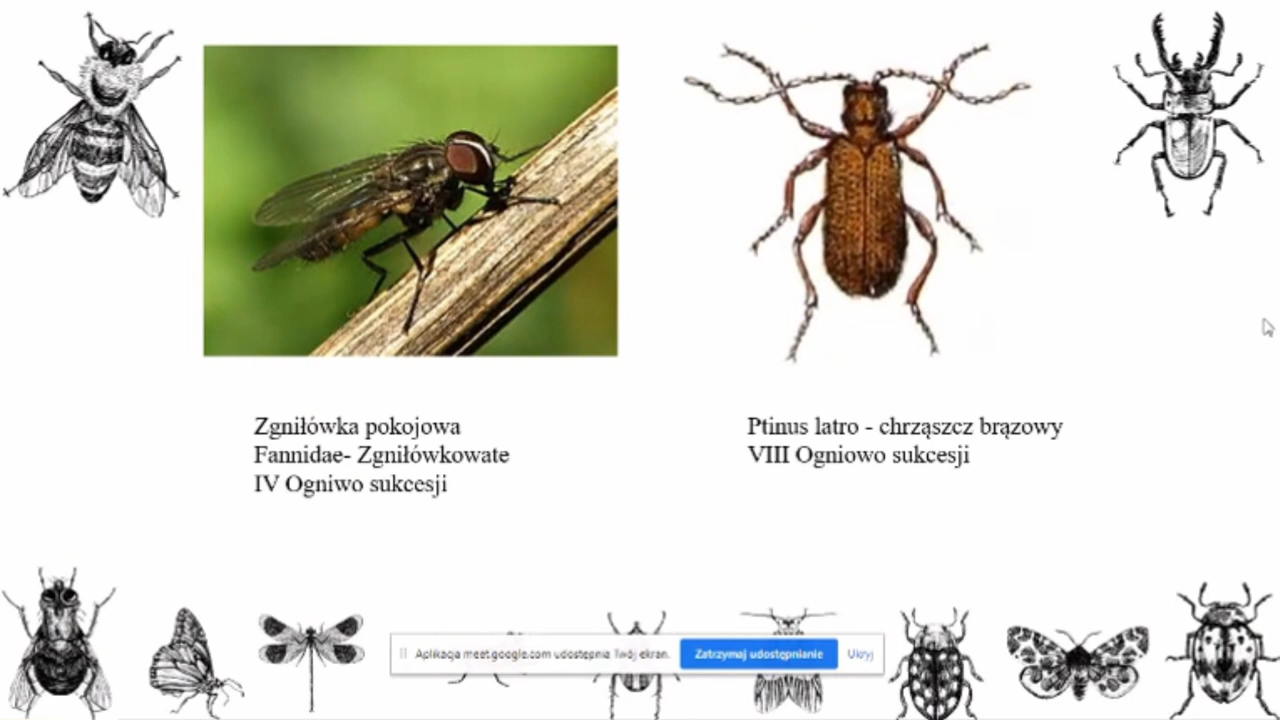 Zgniłówka pokojowa
Fannidae- Zgniłówkowate
IV Ogniwo sukcesji
Ptinus latro - chrząszcz brązowy
VIII Ogniowo sukcesji
Aplikacja meet.google.com udostępnia Twój ekran.
Zatrzymaj udostępnianie
Ukryj